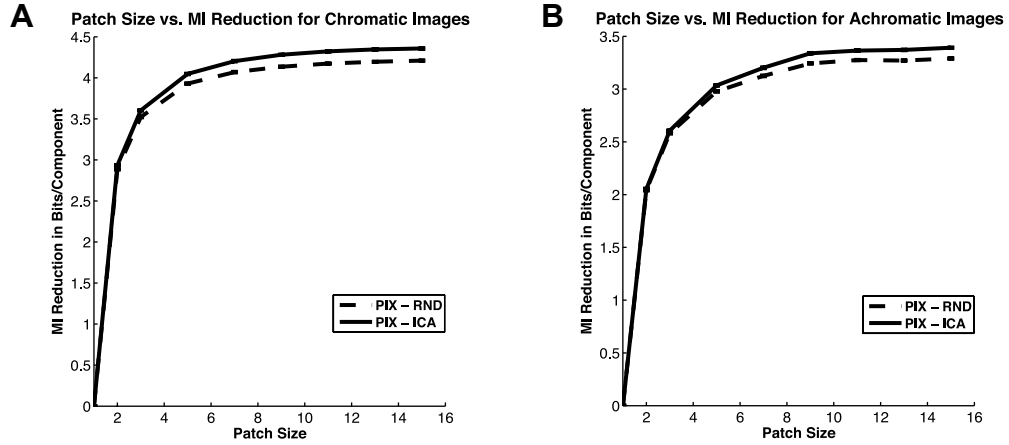 A
Patch Size vs. MI Reduction for Chromatic Images
MI Reduction in Bits/Component
4.5
4
3.5
3
2.5
2
1.5
1
0.5
0
2 4 6 8 10 12 14 16
Patch Size
PIX – RND
PIX – ICA
B
Patch Size vs. MI Reduction for Achromatic Images
MI Reduction in Bits/Component
3.5
3
2.5
2
1.5
1
0.5
0
2 4 6 8 10 12 14 16
Patch Size
PIX – RND
PIX – ICA